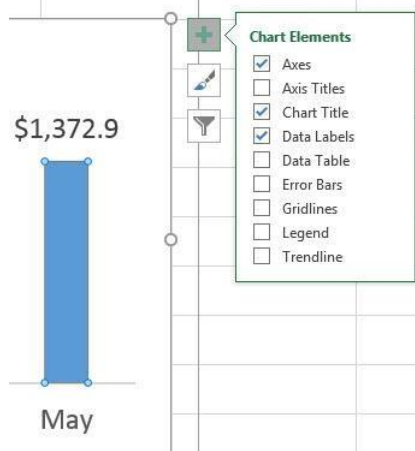 Chart Elements
Axes
Axis Titles
Chart Title
Data Labels
Data Table
Error Bars
Gridlines
Legend
Trendline
$1,372.9
May